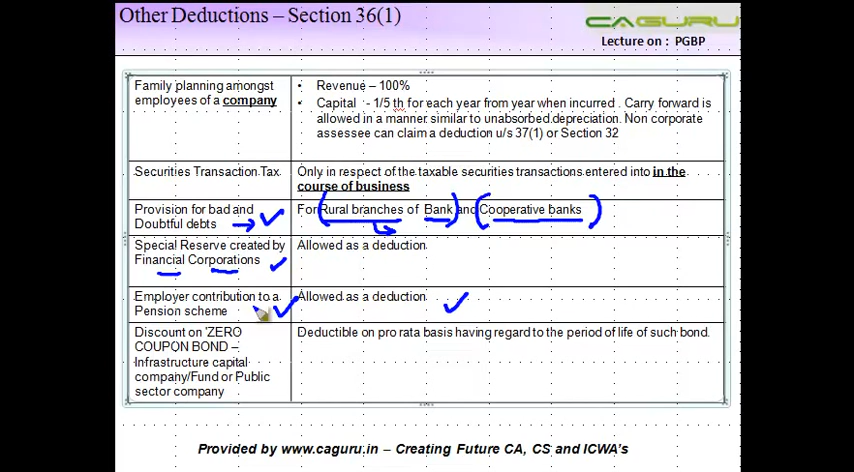 Other Deductions – Section 36(1)
CAGURU
Lecture on : PGBP
Family planning amongst
employees of a company
• Revenue – 100%
• Capital - 1/5 th for each year from year when incurred . Carry forward is
allowed in a manner similar to unabsorbed depreciation. Non corporate
assessee can claim a deduction u/s 37(1) or Section 32
Securities Transaction Tax
Only in respect of the taxable securities transactions entered into in the
course of business
Provision for bad and
Doubtful debts
For Rural branches of Bank and Cooperative banks
Special Reserve created by
Financial Corporations
Allowed as a deduction
Employer contribution to a
Pension scheme
Allowed as a deduction
Discount on 'ZERO
COUPON BOND –
Infrastructure capital
company/Fund or Public
sector company
Deductible on pro rata basis having regard to the period of life of such bond.
Provided by www.caguru.in – Creating Future CA, CS and ICWA's